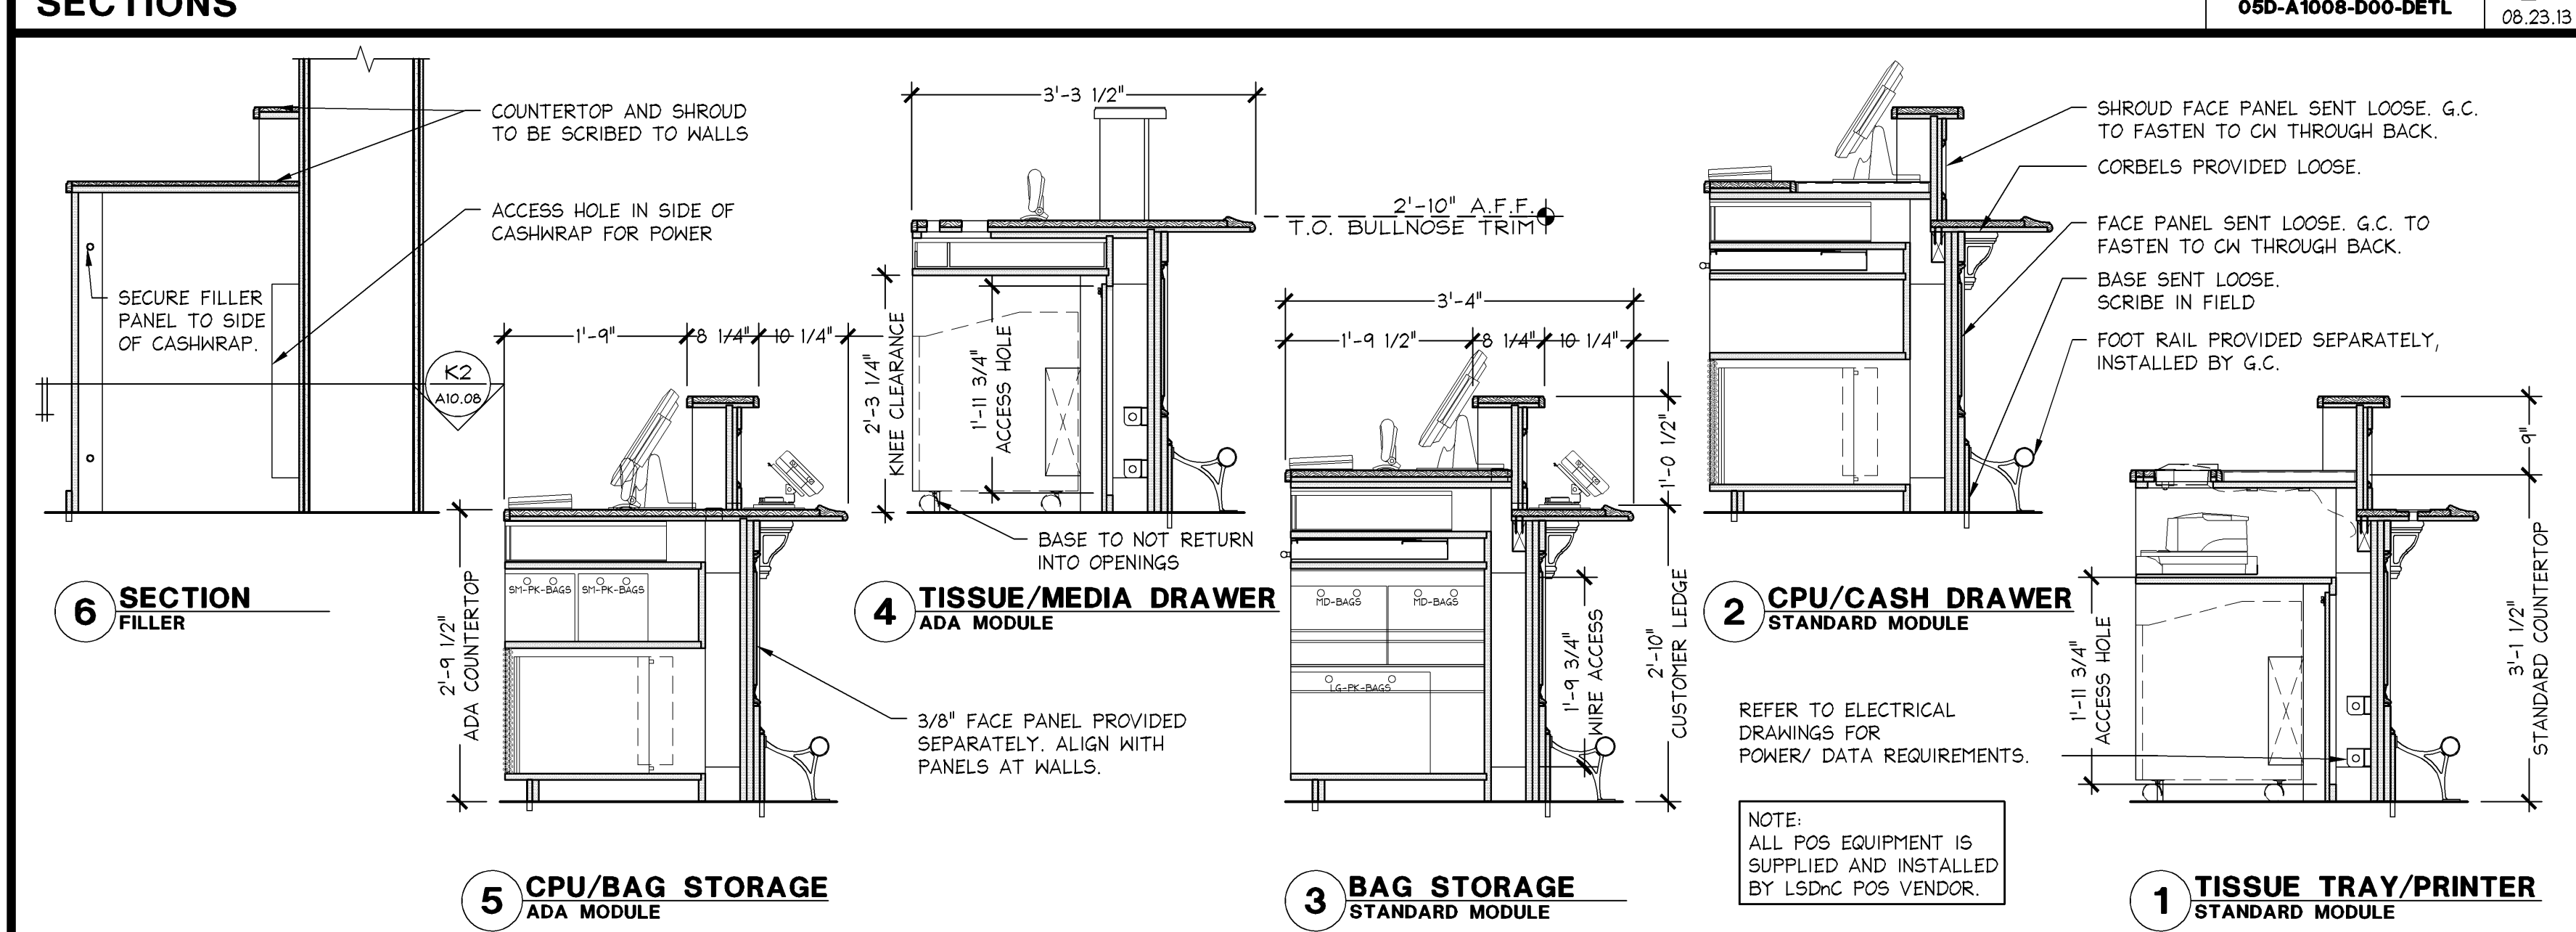 SECTIONS
05D-A1008-D00-DETL
08.23.13
COUNTERTOP AND SHROUD
TO BE SCRIBED TO WALLS
ACCESS HOLE IN SIDE OF
CASHWRAP FOR POWER
SECURE FILLER
PANEL TO SIDE
OF CASHWRAP.
K2
A10.08
6 SECTION
FILLER
3'-3 1/2"
2'-10" A.F.F.
T.O. BULLNOSE TRIM
2'-3 1/4"
KNEE CLEARANCE
1'-11 3/4"
ACCESS HOLE
BASE TO NOT RETURN
INTO OPENINGS
4 TISSUE/MEDIA DRAWER
ADA MODULE
SHROUD FACE PANEL SENT LOOSE. G.C.
TO FASTEN TO CW THROUGH BACK.
CORBELS PROVIDED LOOSE.
FACE PANEL SENT LOOSE. G.C. TO
FASTEN TO CW THROUGH BACK.
BASE SENT LOOSE.
SCRIBE IN FIELD
FOOT RAIL PROVIDED SEPARATELY,
INSTALLED BY G.C.
2 CPU/CASH DRAWER
STANDARD MODULE
1'-9"
8 1/4"
10 1/4"
2'-9 1/2"
ADA COUNTERTOP
SM-PK-BAGS
SM-PK-BAGS
3/8" FACE PANEL PROVIDED
SEPARATELY. ALIGN WITH
PANELS AT WALLS.
5 CPU/BAG STORAGE
ADA MODULE
3'-4"
1'-9 1/2"
8 1/4"
10 1/4"
1'-0 1/2"
MD-BAGS
MD-BAGS
LG-PK-BAGS
1'-9 3/4"
WIRE ACCESS
2'-10"
CUSTOMER LEDGE
3 BAG STORAGE
STANDARD MODULE
REFER TO ELECTRICAL
DRAWINGS FOR
POWER/ DATA REQUIREMENTS.
NOTE:
ALL POS EQUIPMENT IS
SUPPLIED AND INSTALLED
BY LSDnC POS VENDOR.
9"
1'-11 3/4"
ACCESS HOLE
3'-1 1/2"
STANDARD COUNTERTOP
1 TISSUE TRAY/PRINTER
STANDARD MODULE